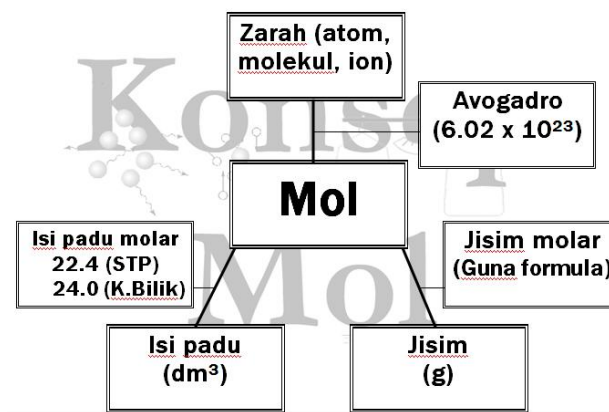 Konsep
Mol
Zarah (atom,
molekul, ion)
Avogadro
(6.02 x 10²³)
Mol
Isi padu molar
22.4 (STP)
24.0 (K.Bilik)
Jisim molar
(Guna formula)
Isi padu
(dm³)
Jisim
(g)